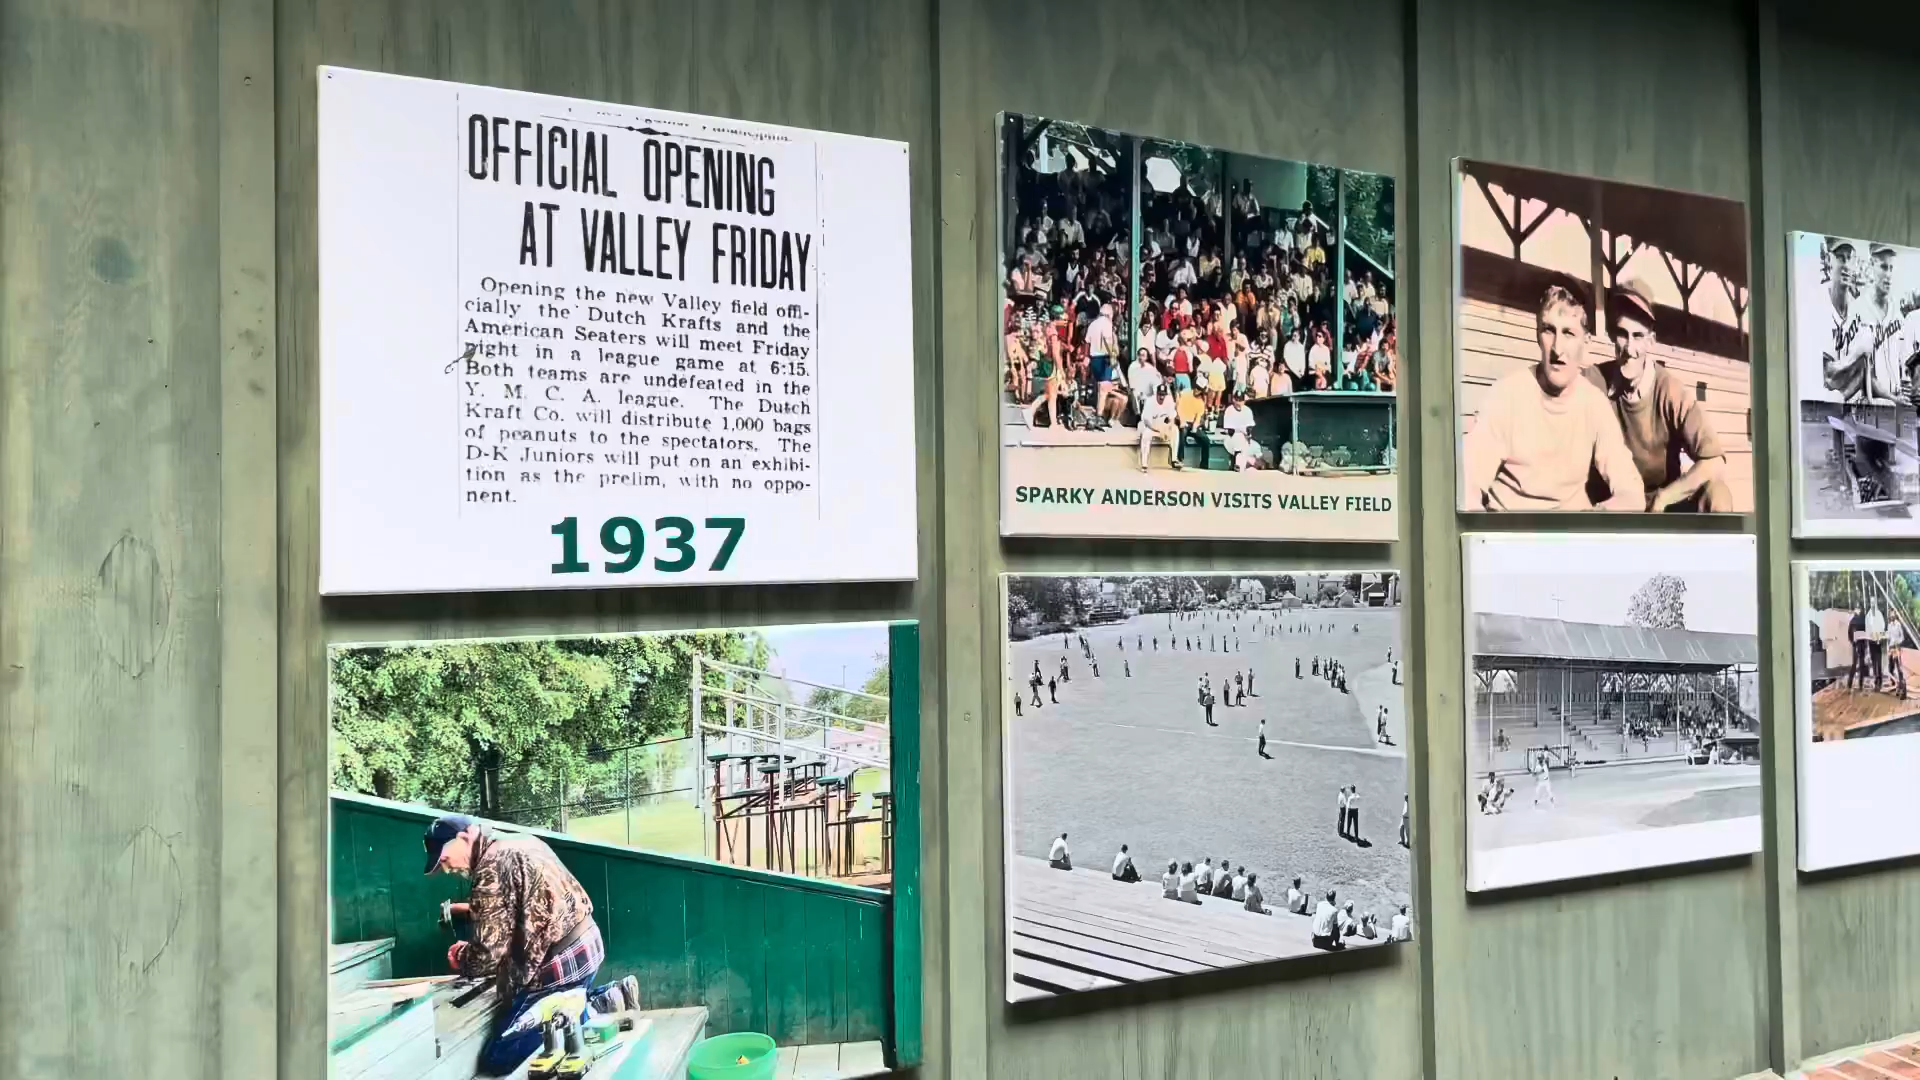 OFFICIAL OPENING
AT VALLEY FRIDAY
Opening the new Valley field offi-
cially the Dutch Krafts and the
American Seaters will meet Friday
night in a league game at 6:15.
Both teams are undefeated in the
Y. M. C. A. league. The Dutch
Kraft Co. will distribute 1,000 bags
of peanuts to the spectators. The
D-K Juniors will put on an exhibi-
tion as the prelim, with no oppo-
nent.
1937
SPARKY ANDERSON VISITS VALLEY FIELD